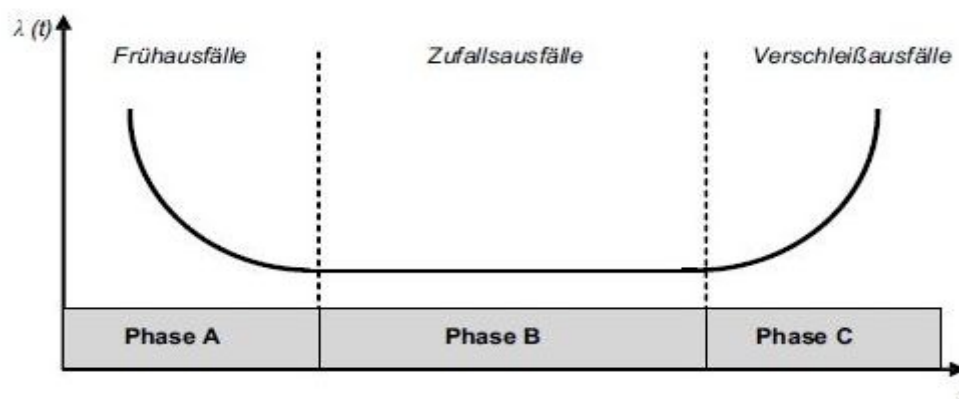 λ (t)
Frühausfälle
Zufallsausfälle
Verschleißausfälle
Phase A
Phase B
Phase C